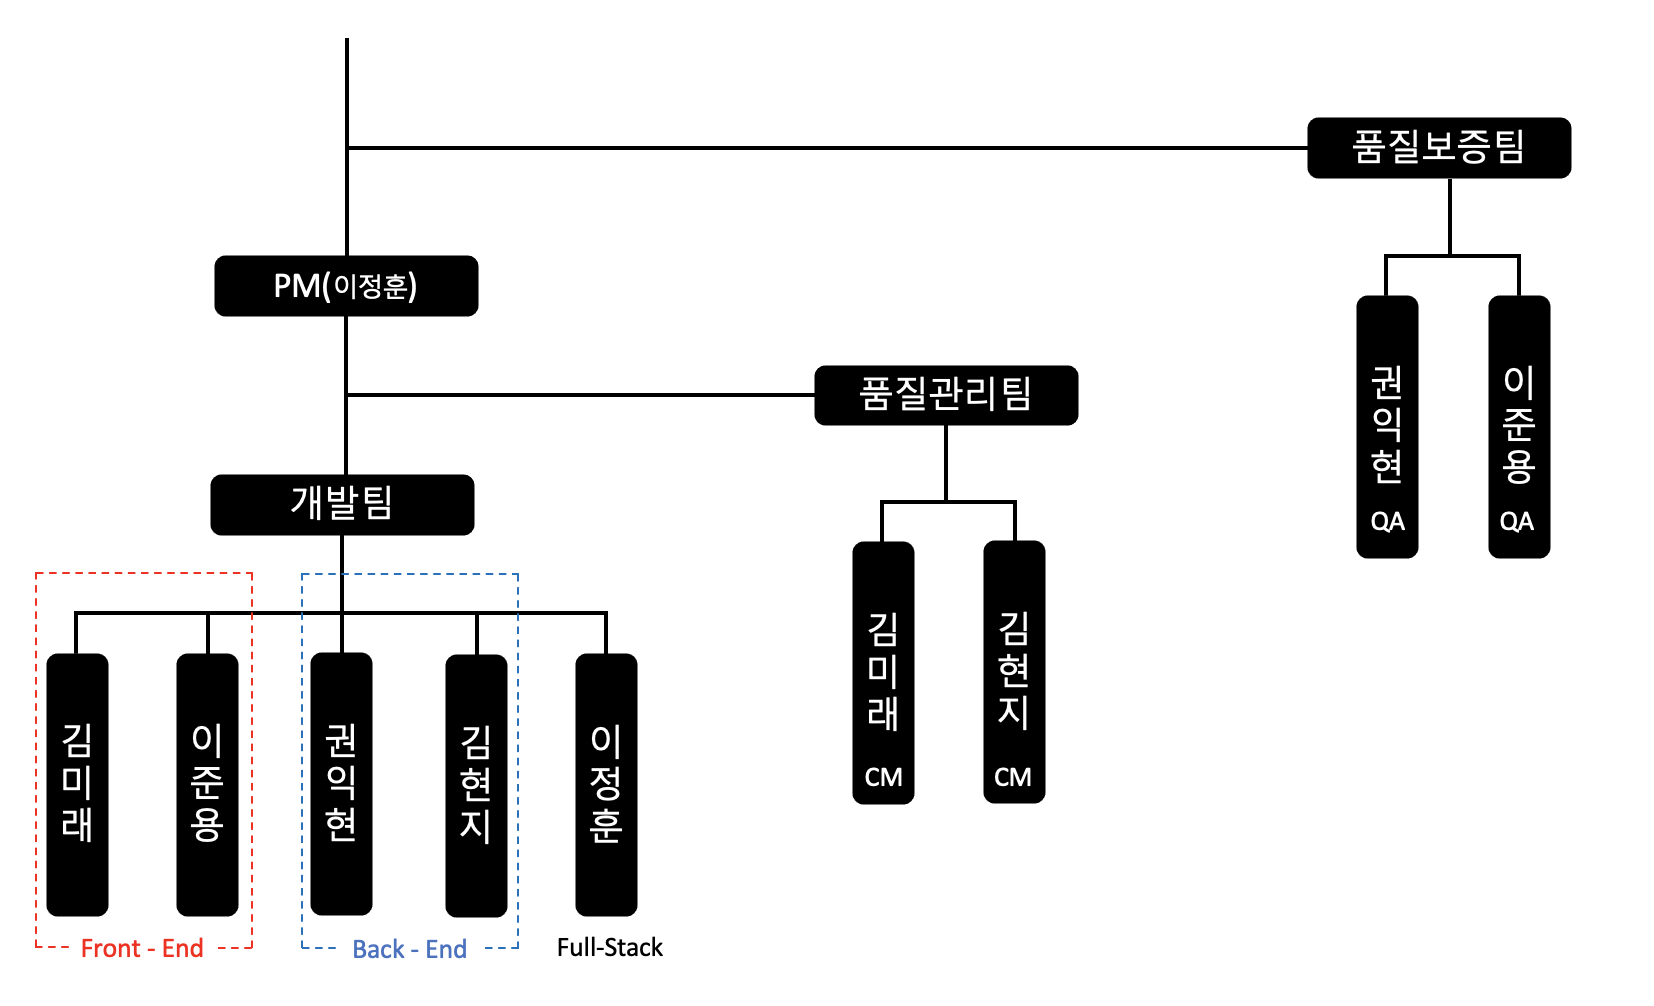 품질보증팀
PM(이정훈)
권익현
QA
이준용
QA
품질관리팀
개발팀
김미래
CM
김현지
CM
김미래
이준용
권익현
김현지
이정훈
Front - End
Back - End
Full-Stack